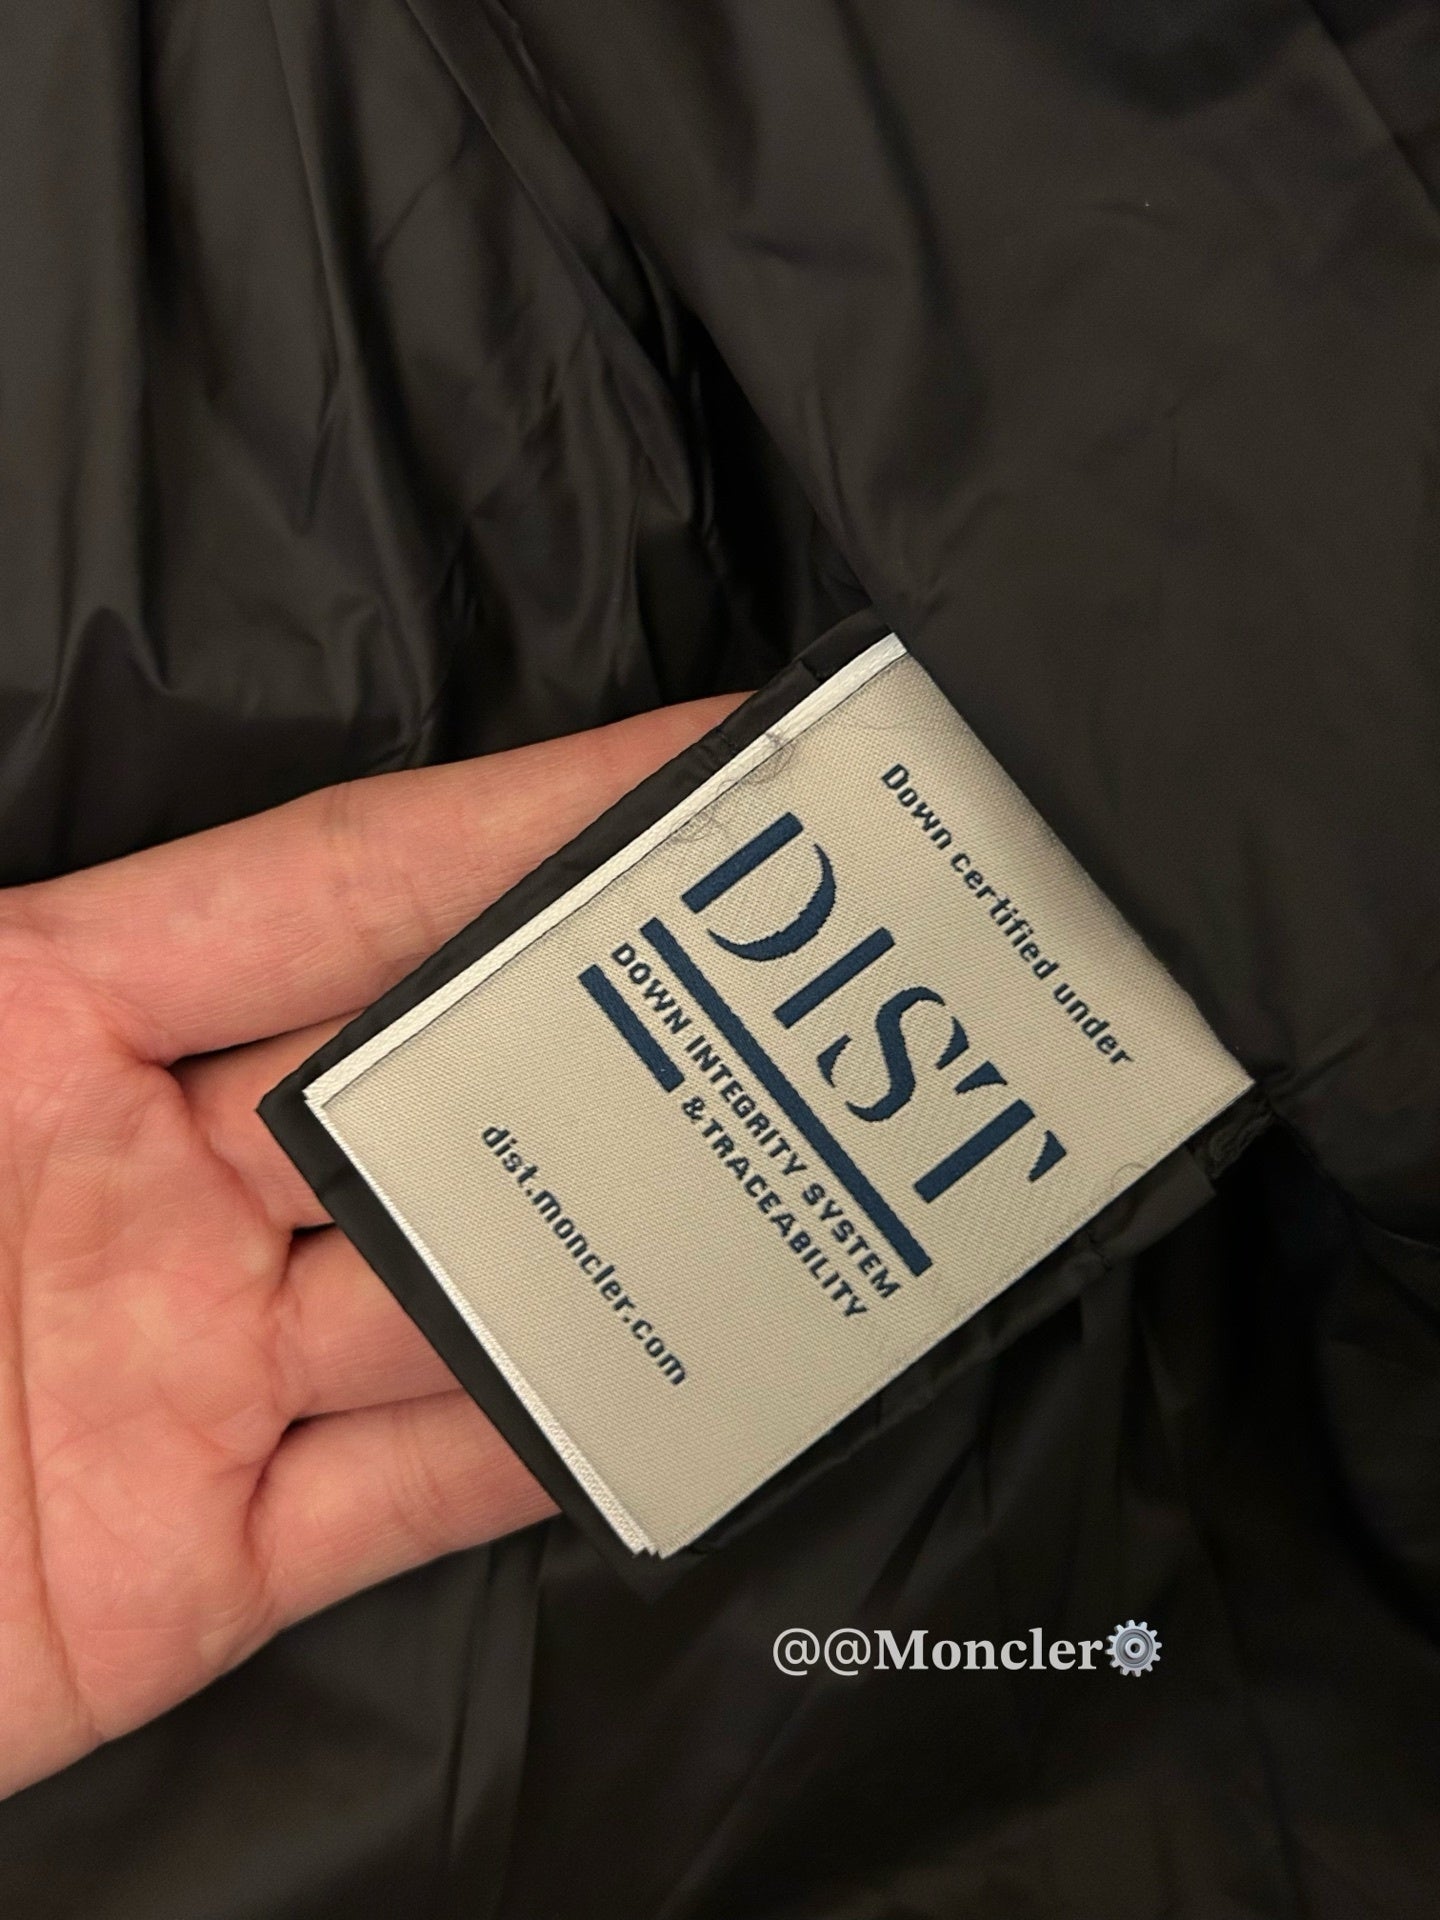 Down certified under
DIST
DOWN INTEGRITY SYSTEM
& TRACEABILITY
dist.moncler.com
@@Moncler⚙